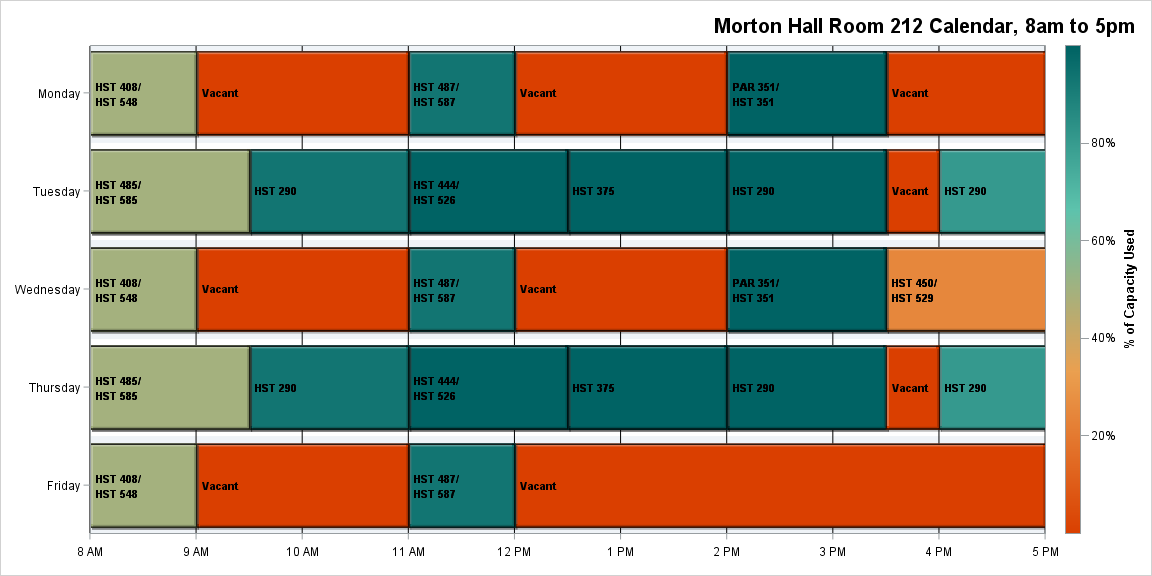 Morton Hall Room 212 Calendar, 8am to 5pm
Monday
HST 408/
HST 548
Vacant
HST 487/
HST 587
Vacant
PAR 351/
HST 351
Vacant
Tuesday
HST 485/
HST 585
HST 290
HST 444/
HST 526
HST 375
HST 290
Vacant
HST 290
Wednesday
HST 408/
HST 548
Vacant
HST 487/
HST 587
Vacant
PAR 351/
HST 351
HST 450/
HST 529
Thursday
HST 485/
HST 585
HST 290
HST 444/
HST 526
HST 375
HST 290
Vacant
HST 290
Friday
HST 408/
HST 548
Vacant
HST 487/
HST 587
Vacant
8 AM
9 AM
10 AM
11 AM
12 PM
1 PM
2 PM
3 PM
4 PM
5 PM
80%
60%
40%
20%
% of Capacity Used